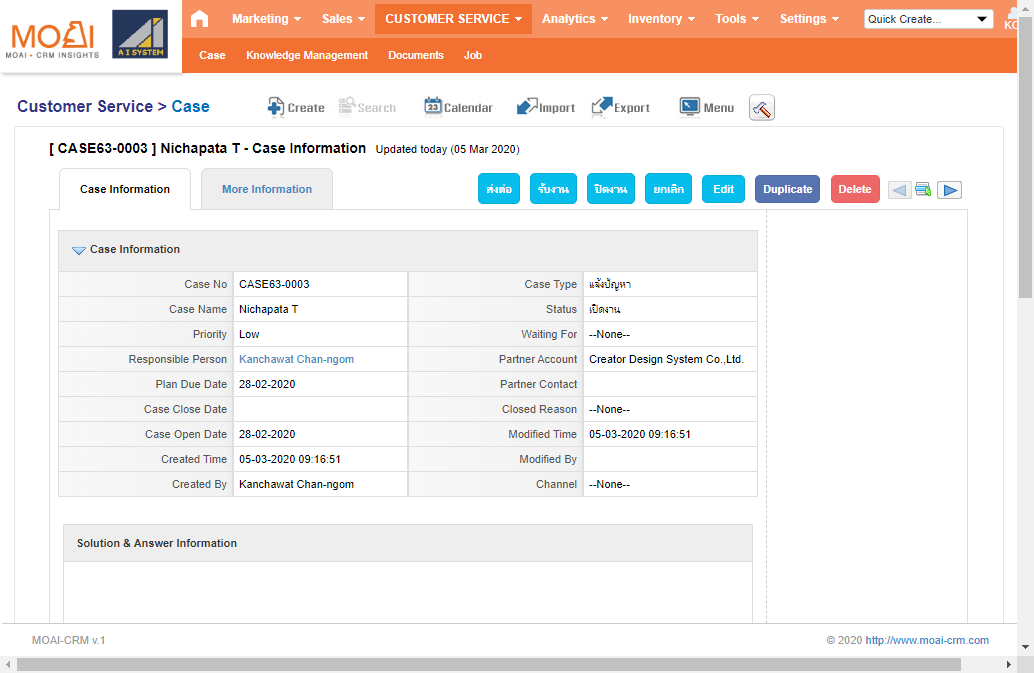 MOAI
MOAI • CRM INSIGHTS
A I SYSTEM
Marketing Sales CUSTOMER SERVICE Analytics Inventory Tools Settings Quick Create...
Case Knowledge Management Documents Job
Customer Service > Case
Create Search 23 Calendar Import Export Menu
[ CASE63-0003 ] Nichapata T - Case Information Updated today (05 Mar 2020)
Case Information More Information ส่งต่อ รับงาน ปิดงาน ยกเลิก Edit Duplicate Delete
Case Information
Case No CASE63-0003 Case Type แจ้งปัญหา
Case Name Nichapata T Status เปิดงาน
Priority Low Waiting For --None--
Responsible Person Kanchawat Chan-ngom Partner Account Creator Design System Co.,Ltd.
Plan Due Date 28-02-2020 Partner Contact
Case Close Date Closed Reason --None--
Case Open Date 28-02-2020 Modified Time 05-03-2020 09:16:51
Created Time 05-03-2020 09:16:51 Modified By
Created By Kanchawat Chan-ngom Channel --None--
Solution & Answer Information
MOAI-CRM v.1 © 2020 http://www.moai-crm.com